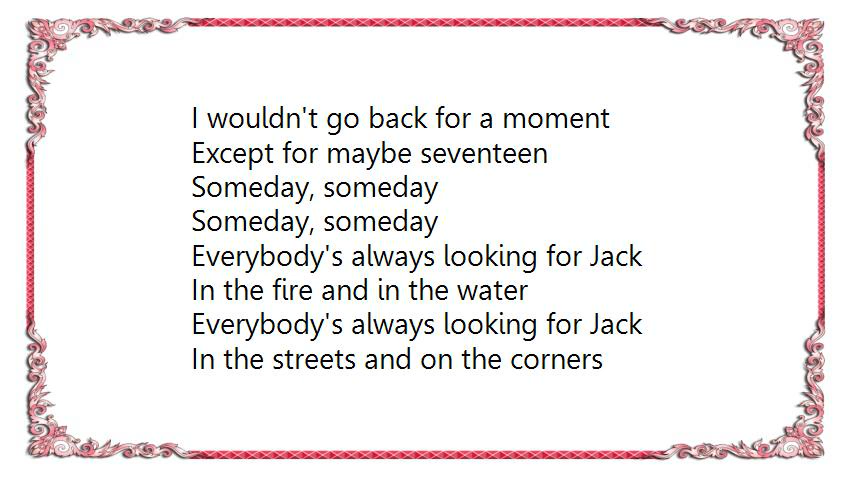 I wouldn't go back for a moment
Except for maybe seventeen
Someday, someday
Someday, someday
Everybody's always looking for Jack
In the fire and in the water
Everybody's always looking for Jack
In the streets and on the corners